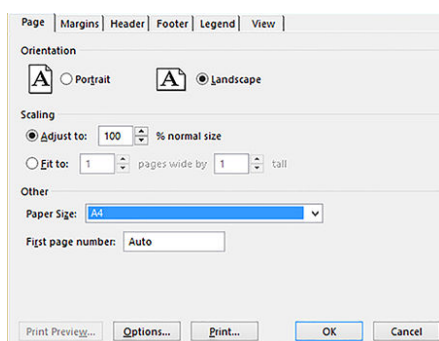 Page Margins Header Footer Legend View
Orientation
A Portrait A Landscape
Scaling
Adjust to: 100 % normal size
Fit to: 1 pages wide by 1 tall
Other
Paper Size: A4
First page number: Auto
Print Preview... Options... Print... OK Cancel